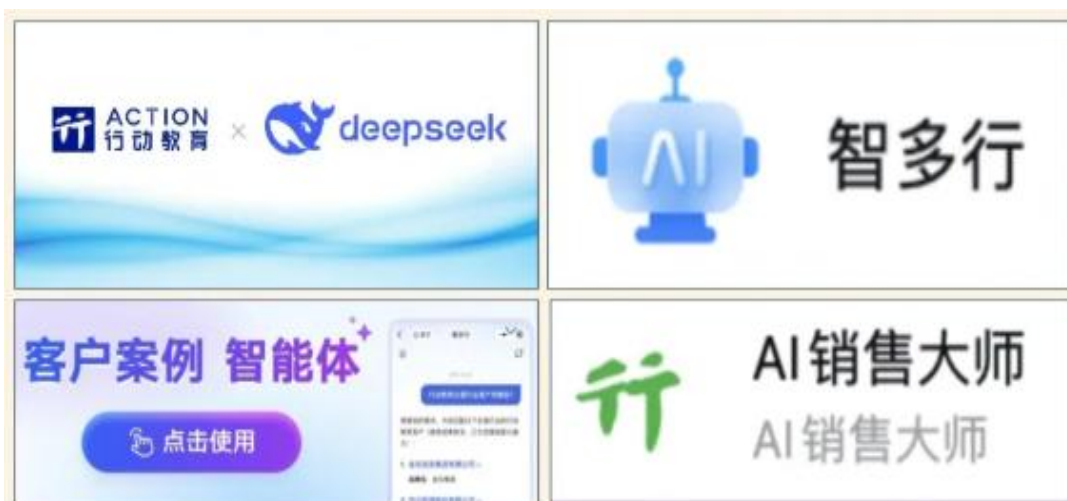 ACTION
行动教育
×
deepseek
AI
智多行
客户案例 智能体
点击使用
AI销售大师
AI销售大师